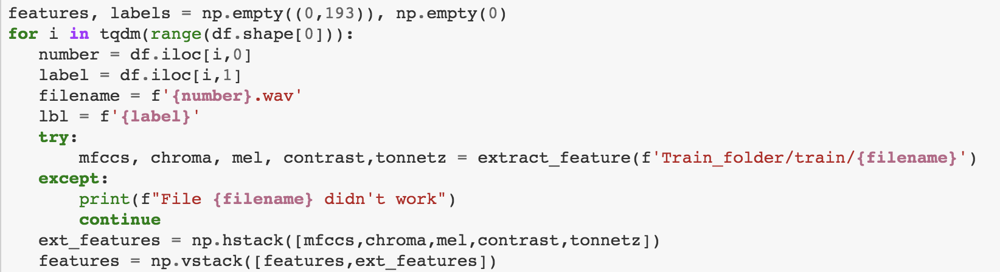 features, labels = np.empty((0,193)), np.empty(0)
for i in tqdm(range(df.shape[0])):
   number = df.iloc[i,0]
   label = df.iloc[i,1]
   filename = f'{number}.wav'
   lbl = f'{label}'
   try:
       mfccs, chroma, mel, contrast,tonnetz = extract_feature(f'Train_folder/train/{filename}')
   except:
       print(f"File {filename} didn't work")
       continue
   ext_features = np.hstack([mfccs,chroma,mel,contrast,tonnetz])
   features = np.vstack([features,ext_features])